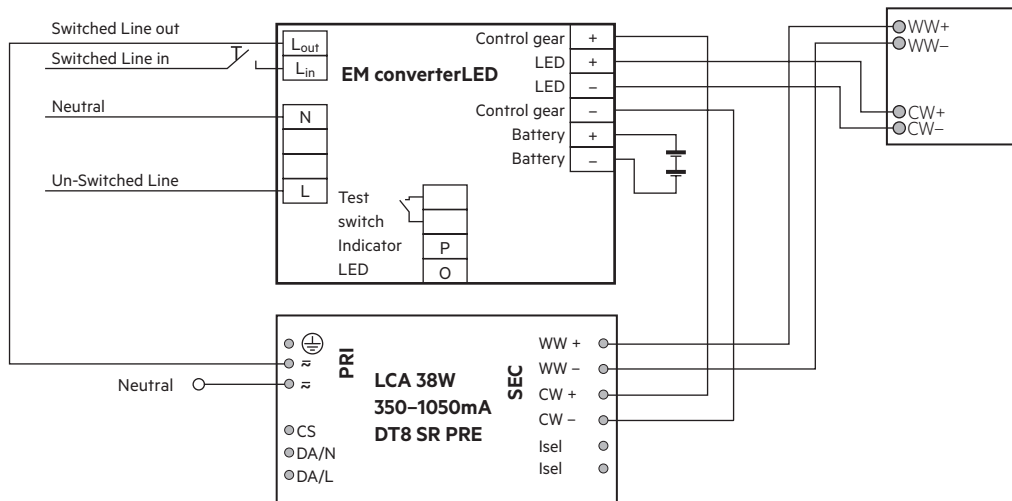 Switched Line out
Switched Line in
Neutral
Un-Switched Line
Lout
Lin
N
L
EM converterLED
Control gear +
LED +
LED –
Control gear –
Battery +
Battery –
Test
switch
Indicator P
LED O
WW+
WW–
CW+
CW–
Neutral
PRI
LCA 38W
350–1050mA
DT8 SR PRE
SEC
CS
DA/N
DA/L
WW +
WW –
CW +
CW –
Isel
Isel